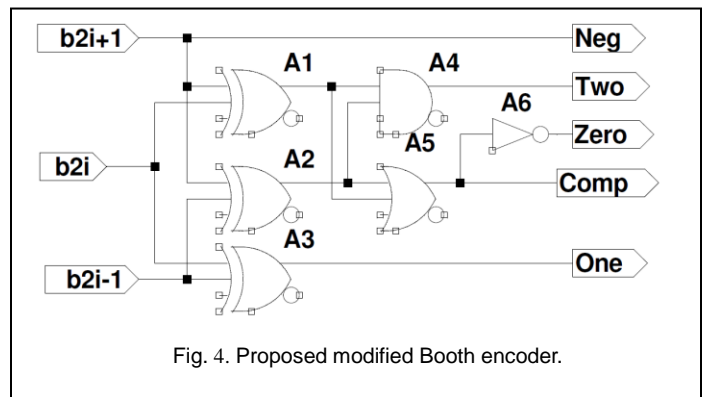 b2i+1
Neg
A1
A4
Two
A6
Zero
A5
b2i
A2
Comp
A3
b2i-1
One
Fig. 4. Proposed modified Booth encoder.